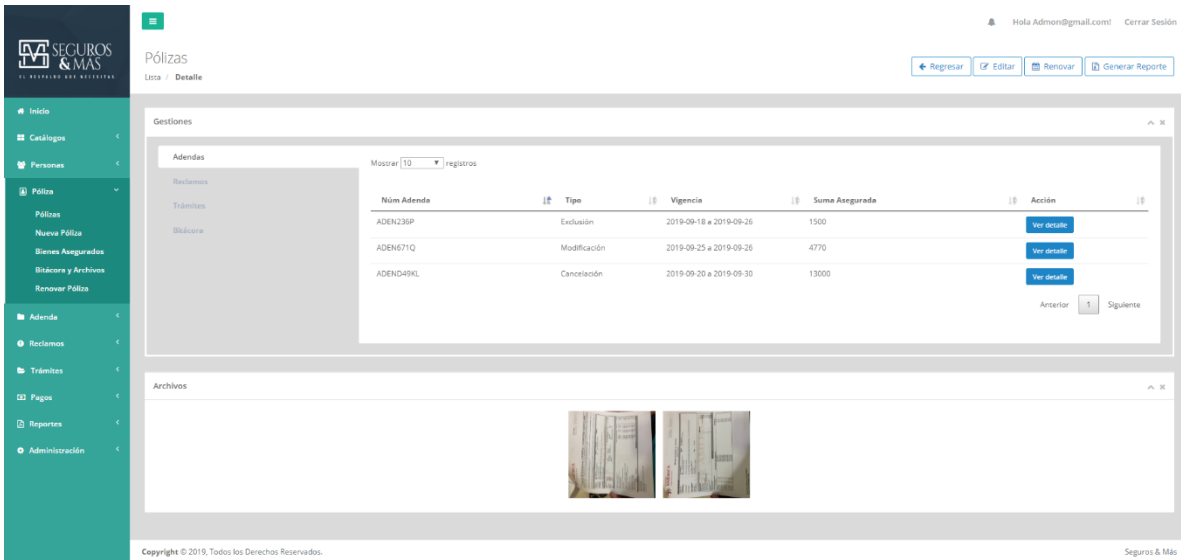 SEGUROS
& MÁS
EL RESPALDO QUE NECESITAS
Hola Admon@gmail.com! Cerrar Sesión
Pólizas
Lista / Detalle
Regresar Editar Renovar Generar Reporte
Inicio
Catálogos
Personas
Póliza
Pólizas
Nueva Póliza
Bienes Asegurados
Bitácora y Archivos
Renovar Póliza
Adenda
Reclamos
Trámites
Pagos
Reportes
Administración
Gestiones
Adendas
Reclamos
Trámites
Bitácora
Mostrar 10 registros
Núm Adenda Tipo Vigencia Suma Asegurada Acción
ADEN236P Exclusión 2019-09-18 a 2019-09-26 1500 Ver detalle
ADEN671Q Modificación 2019-09-25 a 2019-09-26 4770 Ver detalle
ADEND49KL Cancelación 2019-09-20 a 2019-09-30 13000 Ver detalle
Anterior 1 Siguiente
Archivos
Copyright © 2019, Todos los Derechos Reservados. Seguros & Más